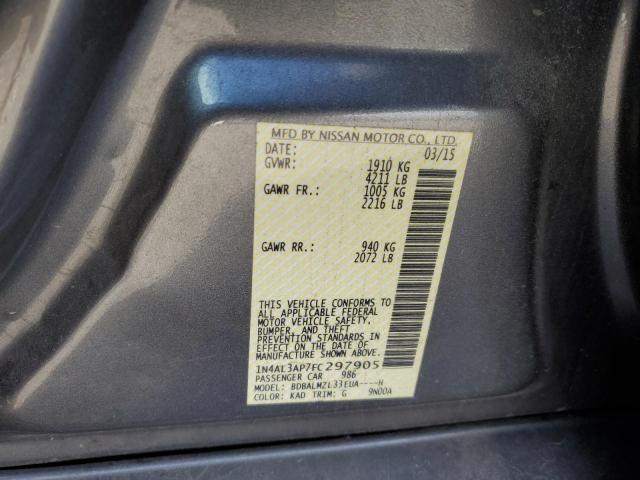 MFD BY NISSAN MOTOR CO., LTD.
DATE: 03/15
GVWR: 1910 KG
4211 LB
GAWR FR.: 1005 KG
2216 LB
GAWR RR.: 940 KG
2072 LB
THIS VEHICLE CONFORMS TO
ALL APPLICABLE FEDERAL
MOTOR VEHICLE SAFETY,
BUMPER, AND THEFT
PREVENTION STANDARDS IN
EFFECT ON THE DATE OF
MANUFACTURE SHOWN ABOVE.
1N4AL3AP7FC297905
PASSENGER CAR 986
MODEL: BDBALMZL33EUA----H
COLOR: KAD TRIM: G 9N00A